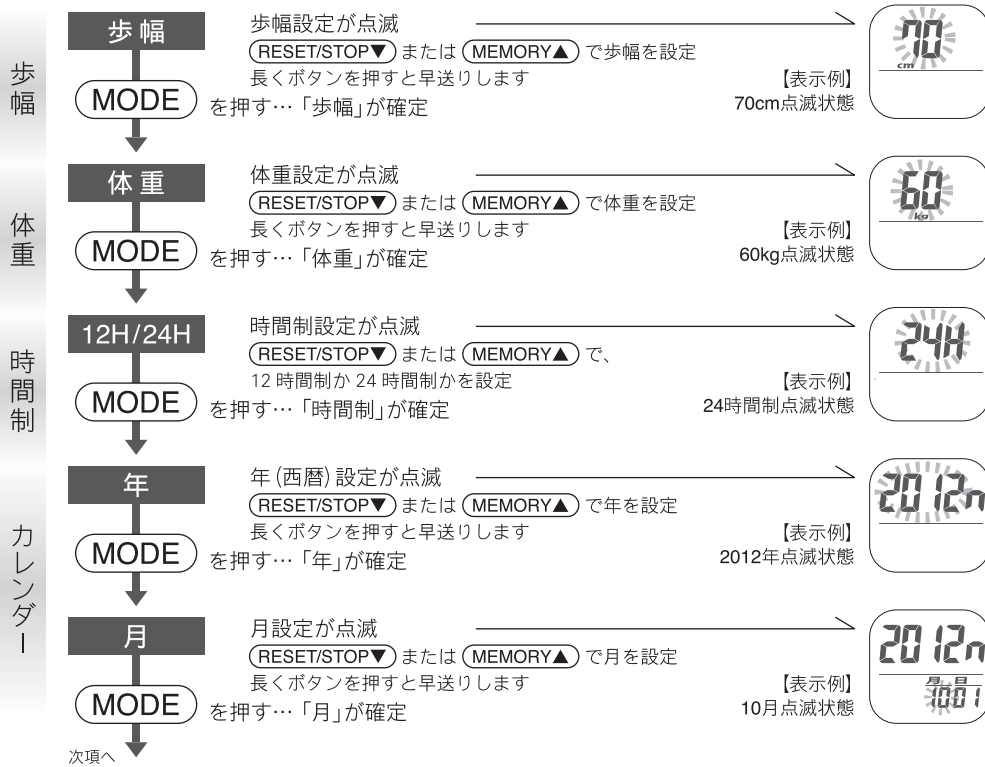 歩幅
歩幅
歩幅設定が点滅
RESET/STOP▼ または MEMORY▲ で歩幅を設定
長くボタンを押すと早送りします
MODE を押す…「歩幅」が確定
【表示例】
70cm点滅状態
70
cm
体重
体重
体重設定が点滅
RESET/STOP▼ または MEMORY▲ で体重を設定
長くボタンを押すと早送りします
MODE を押す…「体重」が確定
【表示例】
60kg点滅状態
60
kg
時間制
12H/24H
時間制設定が点滅
RESET/STOP▼ または MEMORY▲ で、
12 時間制か 24 時間制かを設定
MODE を押す…「時間制」が確定
【表示例】
24時間制点滅状態
24H
カレンダー
年
年 (西暦) 設定が点滅
RESET/STOP▼ または MEMORY▲ で年を設定
長くボタンを押すと早送りします
MODE を押す…「年」が確定
【表示例】
2012年点滅状態
2012n
月
月設定が点滅
RESET/STOP▼ または MEMORY▲ で月を設定
長くボタンを押すと早送りします
MODE を押す…「月」が確定
【表示例】
10月点滅状態
2012n
月 日
1001
次項へ